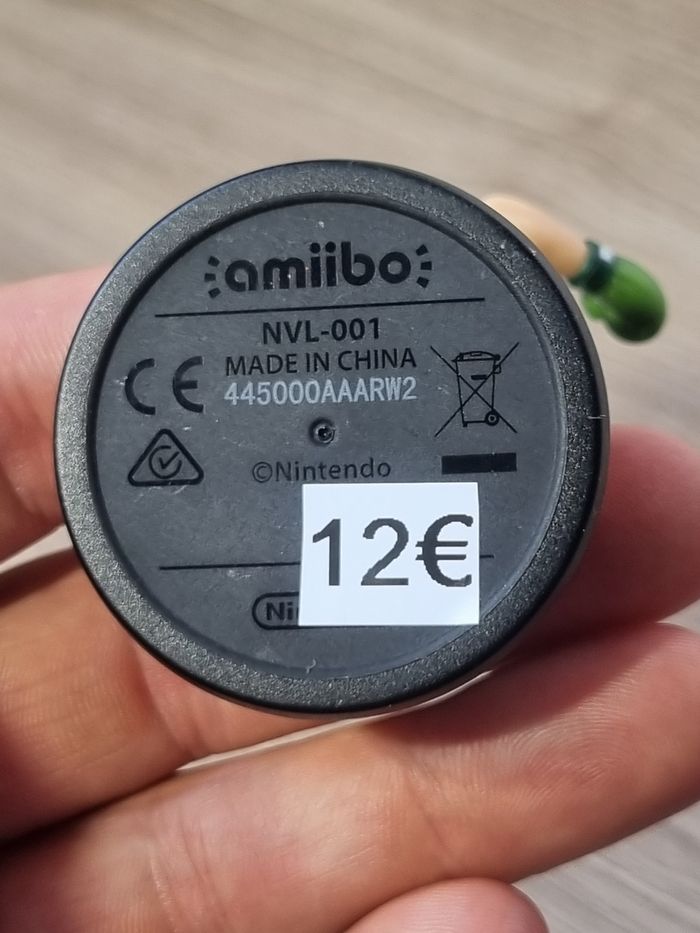 amiibo
NVL-001
MADE IN CHINA
CE
445000AAARW2
©Nintendo
12€